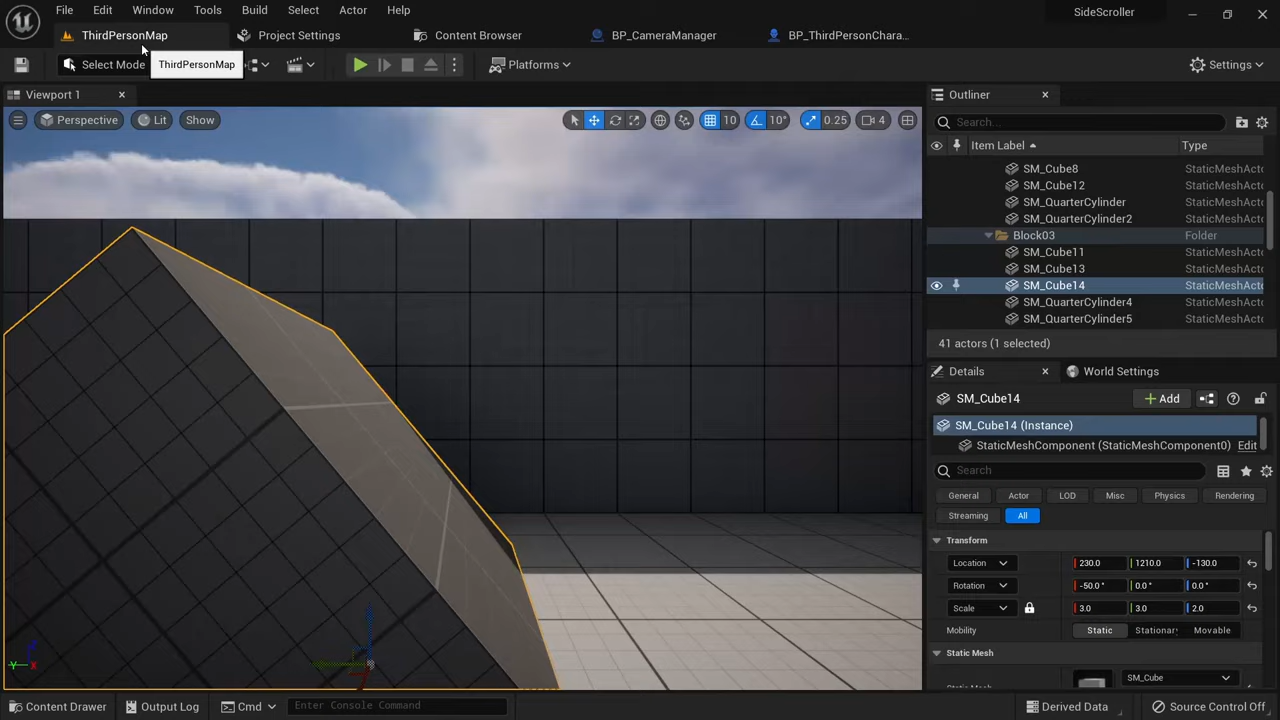 File Edit Window Tools Build Select Actor Help
SideScroller
ThirdPersonMap
Project Settings
Content Browser
BP_CameraManager
BP_ThirdPersonChara...
Select Mode
ThirdPersonMap
Platforms
Settings
Viewport 1
Perspective
Lit
Show
10
10°
0.25
4
Outliner
Search...
Item Label
Type
SM_Cube8 StaticMeshActo
SM_Cube12 StaticMeshActo
SM_QuarterCylinder StaticMeshActo
SM_QuarterCylinder2 StaticMeshActo
Block03 Folder
SM_Cube11 StaticMeshActo
SM_Cube13 StaticMeshActo
SM_Cube14 StaticMeshActo
SM_QuarterCylinder4 StaticMeshActo
SM_QuarterCylinder5 StaticMeshActo
41 actors (1 selected)
Details
World Settings
SM_Cube14
Add
SM_Cube14 (Instance)
StaticMeshComponent (StaticMeshComponent0) Edit
Search
General Actor LOD Misc Physics Rendering
Streaming All
Transform
Location 230.0 1210.0 -130.0
Rotation -50.0° 0.0° 0.0°
Scale 3.0 3.0 2.0
Mobility Static Stationary Movable
Static Mesh
SM_Cube
Y X
Content Drawer
Output Log
Cmd
Enter Console Command
Derived Data
Source Control Off